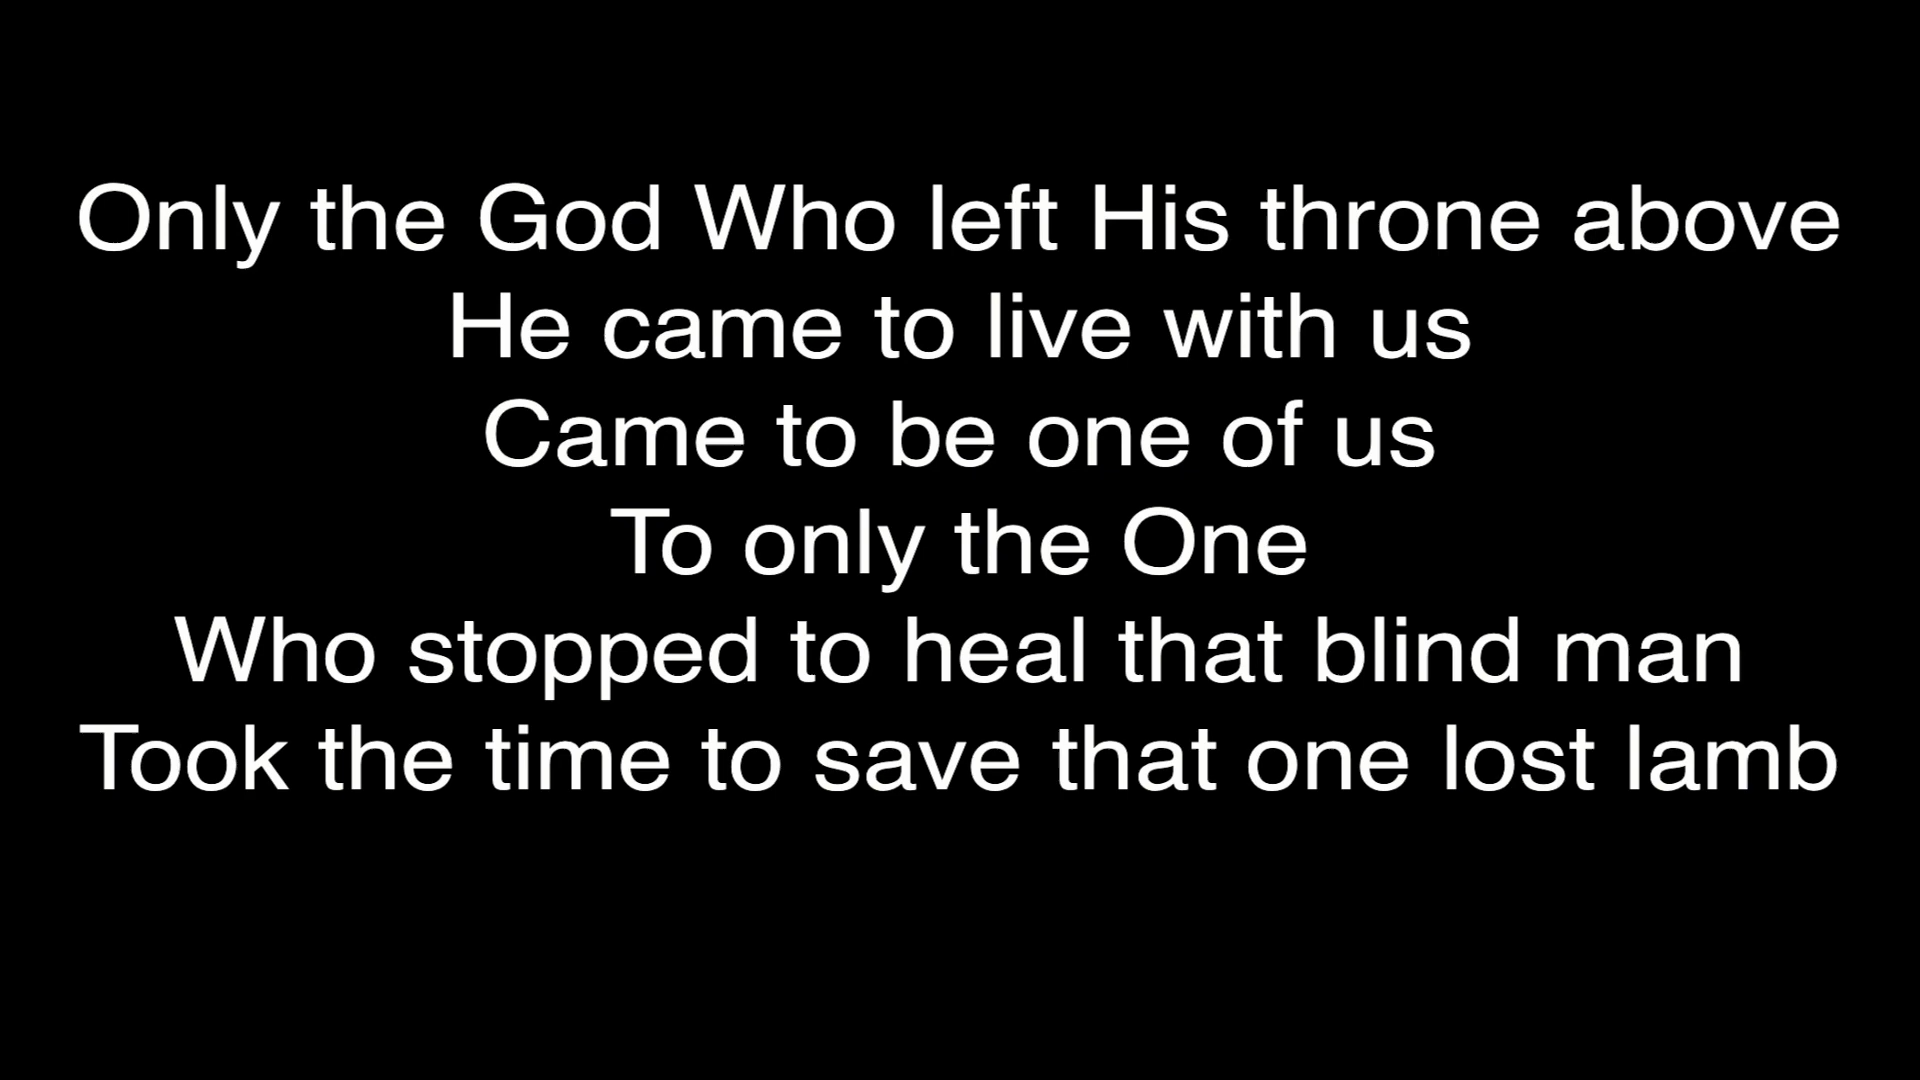 Only the God Who left His throne above
He came to live with us
Came to be one of us
To only the One
Who stopped to heal that blind man
Took the time to save that one lost lamb